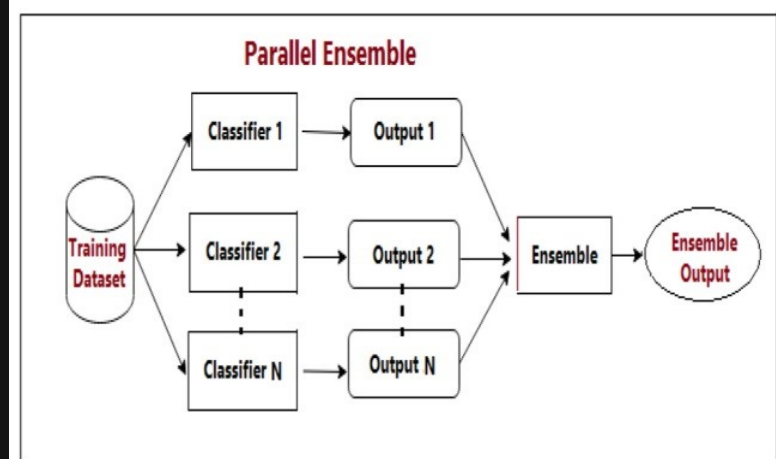 Parallel Ensemble
Classifier 1
Output 1
Training
Dataset
Classifier 2
Output 2
Ensemble
Ensemble
Output
Classifier N
Output N